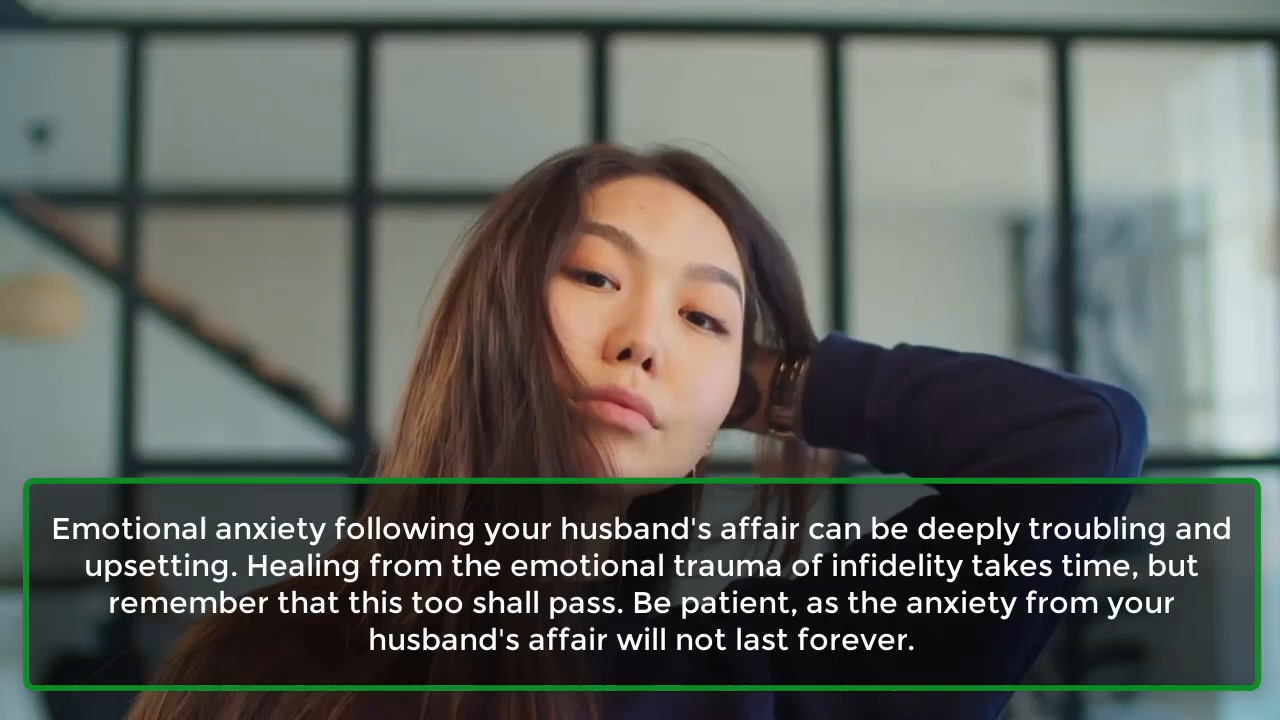 Emotional anxiety following your husband's affair can be deeply troubling and
upsetting. Healing from the emotional trauma of infidelity takes time, but
remember that this too shall pass. Be patient, as the anxiety from your
husband's affair will not last forever.